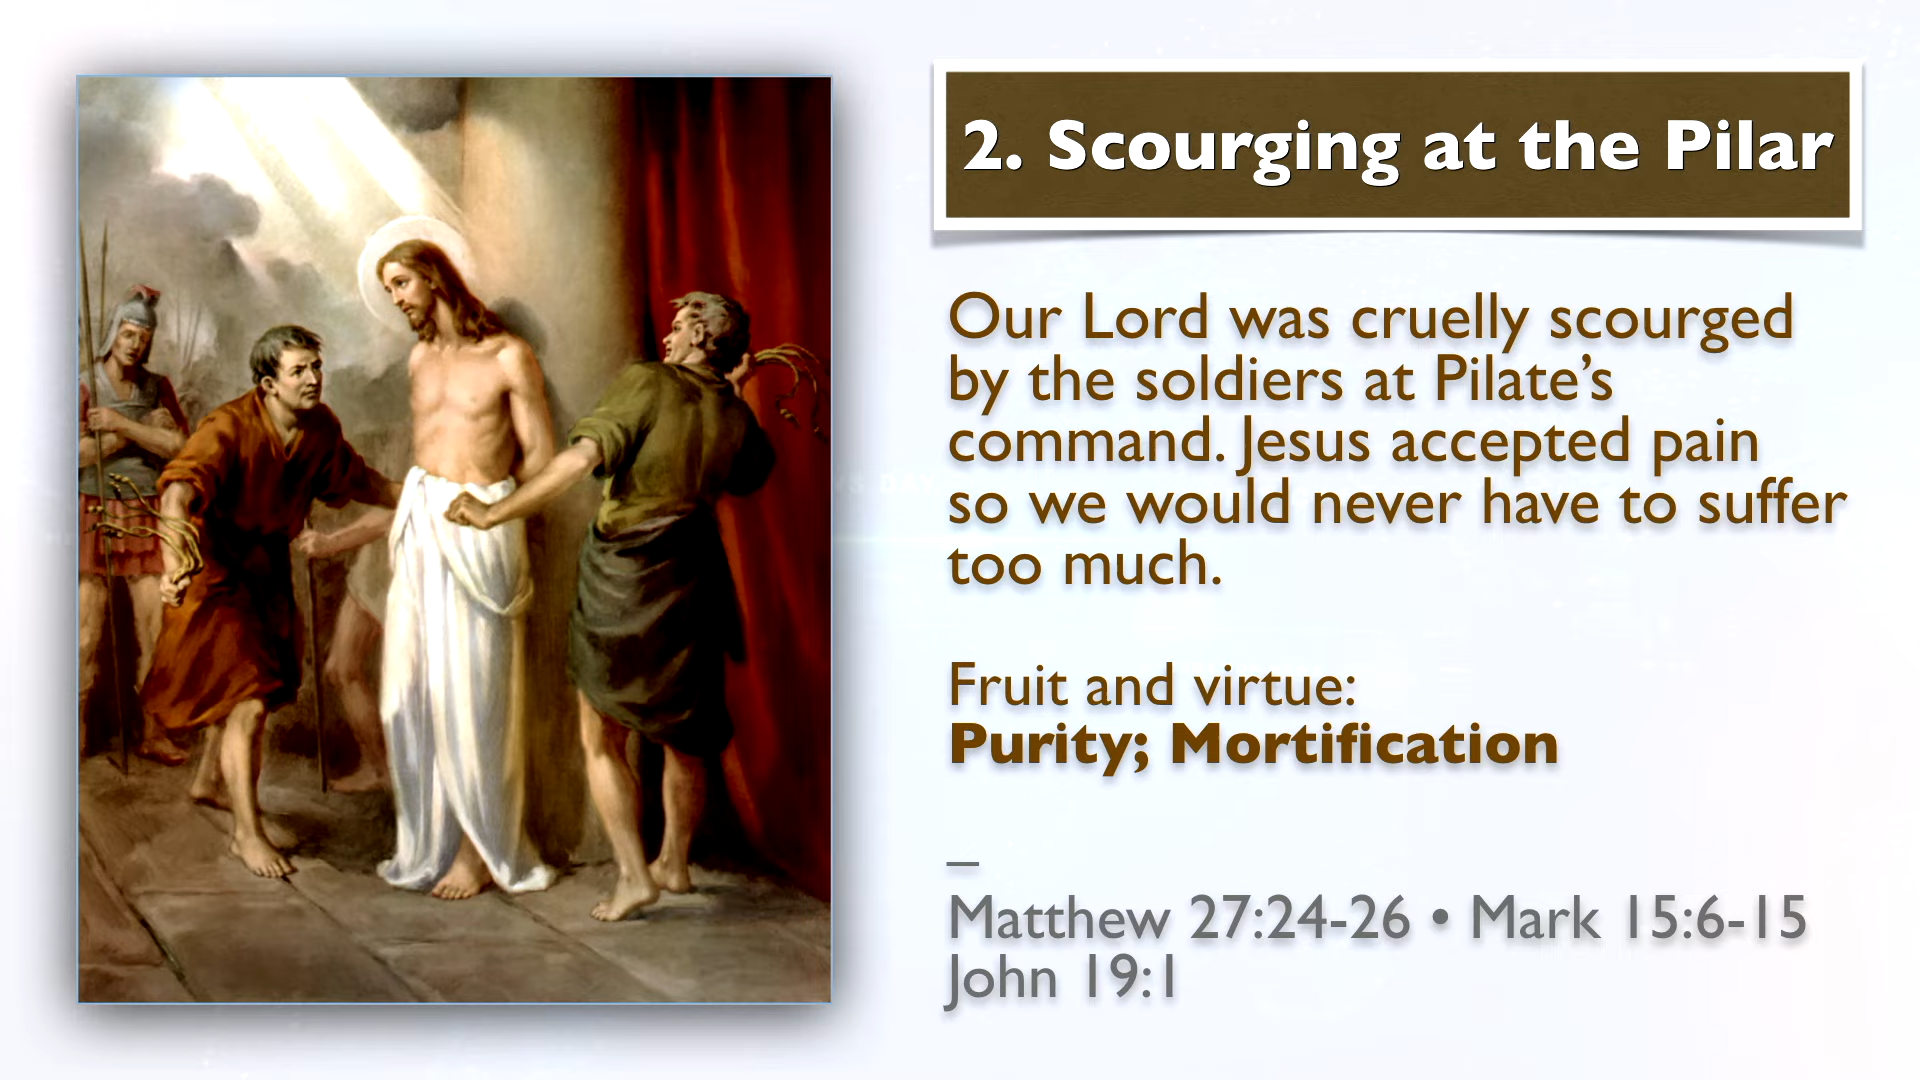 2. Scourging at the Pilar
Our Lord was cruelly scourged
by the soldiers at Pilate’s
command. Jesus accepted pain
so we would never have to suffer
too much.
Fruit and virtue:
Purity; Mortification
_
Matthew 27:24-26 • Mark 15:6-15
John 19:1